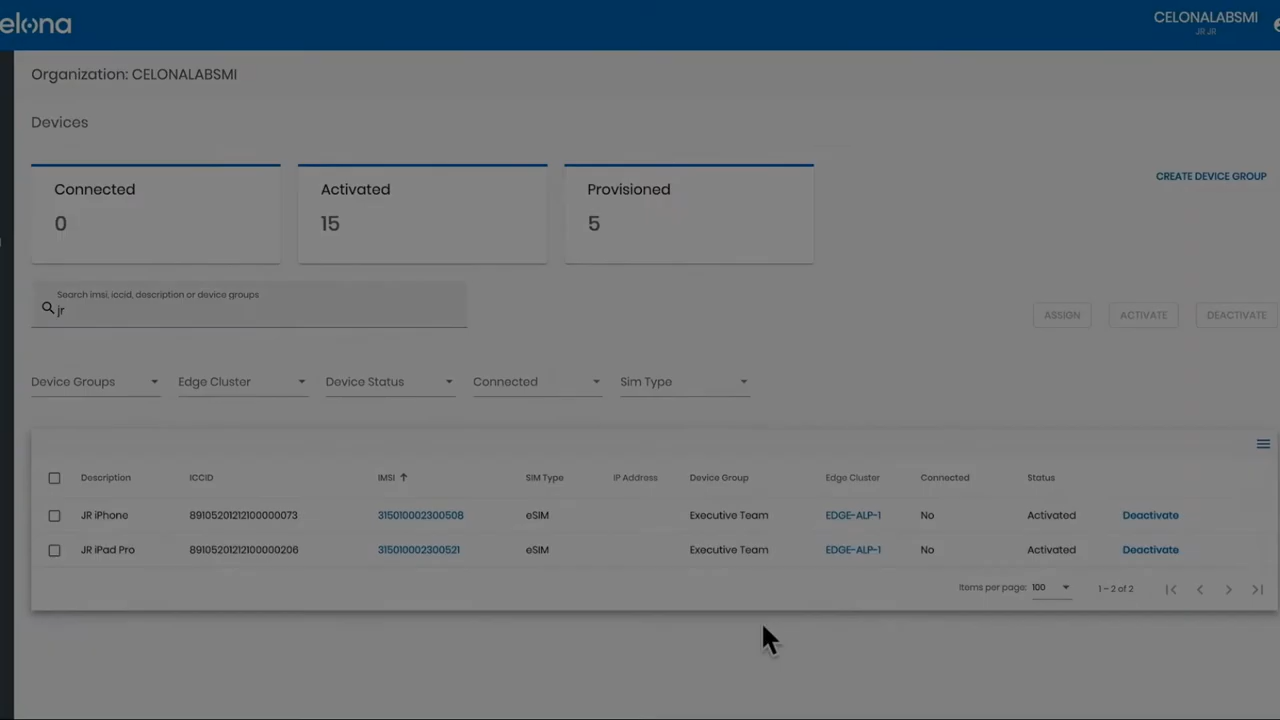 elona
CELONALABSMI
JR JR
Organization: CELONALABSMI
Devices
Connected
0
Activated
15
Provisioned
5
CREATE DEVICE GROUP
Search imsi, iccid, description or device groups
jr
ASSIGN ACTIVATE DEACTIVATE
Device Groups Edge Cluster Device Status Connected Sim Type
Description ICCID IMSI SIM Type IP Address Device Group Edge Cluster Connected Status
JR iPhone 89105201212100000073 315010002300508 eSIM Executive Team EDGE-ALP-1 No Activated Deactivate
JR iPad Pro 89105201212100000206 315010002300521 eSIM Executive Team EDGE-ALP-1 No Activated Deactivate
Items per page: 100 1 – 2 of 2